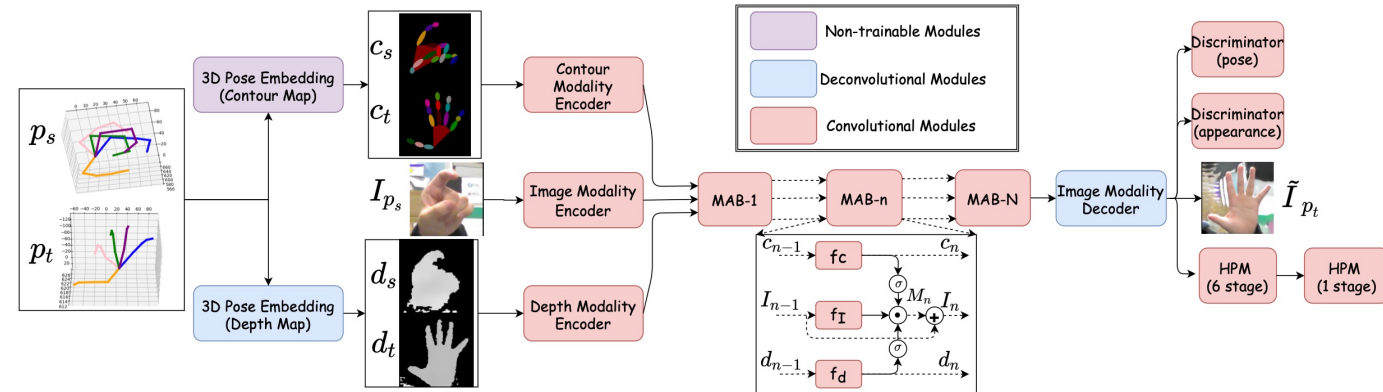 p_s
p_t
3D Pose Embedding
(Contour Map)
3D Pose Embedding
(Depth Map)
c_s
c_t
I_{p_s}
d_s
d_t
Contour
Modality
Encoder
Image Modality
Encoder
Depth Modality
Encoder
Non-trainable Modules
Deconvolutional Modules
Convolutional Modules
MAB-1
MAB-n
MAB-N
c_{n-1}
fc
c_n
σ
M_n
I_{n-1}
f_I
I_n
σ
d_{n-1}
f_d
d_n
Image Modality
Decoder
Discriminator
(pose)
Discriminator
(appearance)
Ĩ_{p_t}
HPM
(6 stage)
HPM
(1 stage)